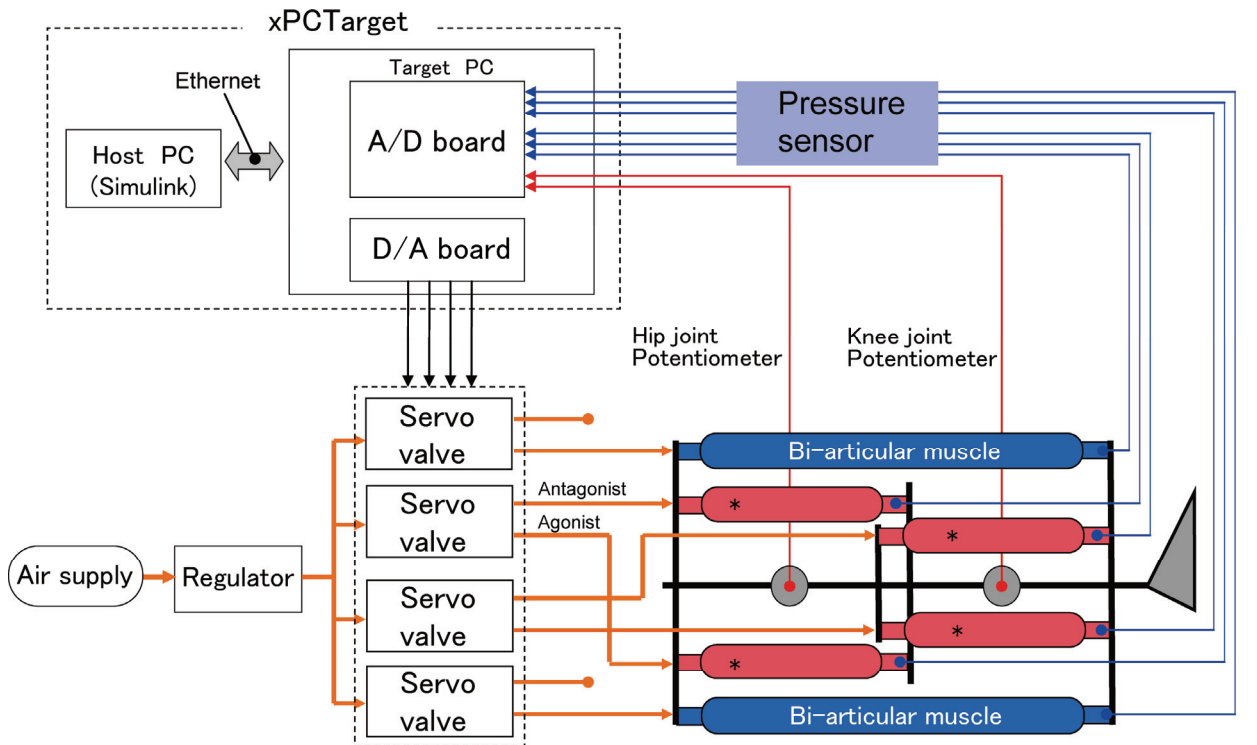 xPCTarget
Ethernet
Target PC
A/D board
Host PC
(Simulink)
D/A board
Pressure
sensor
Hip joint
Potentiometer
Knee joint
Potentiometer
Servo
valve
Bi-articular muscle
Servo
valve
Antagonist
Agonist
*
*
Air supply
Regulator
Servo
valve
*
*
Servo
valve
Bi-articular muscle